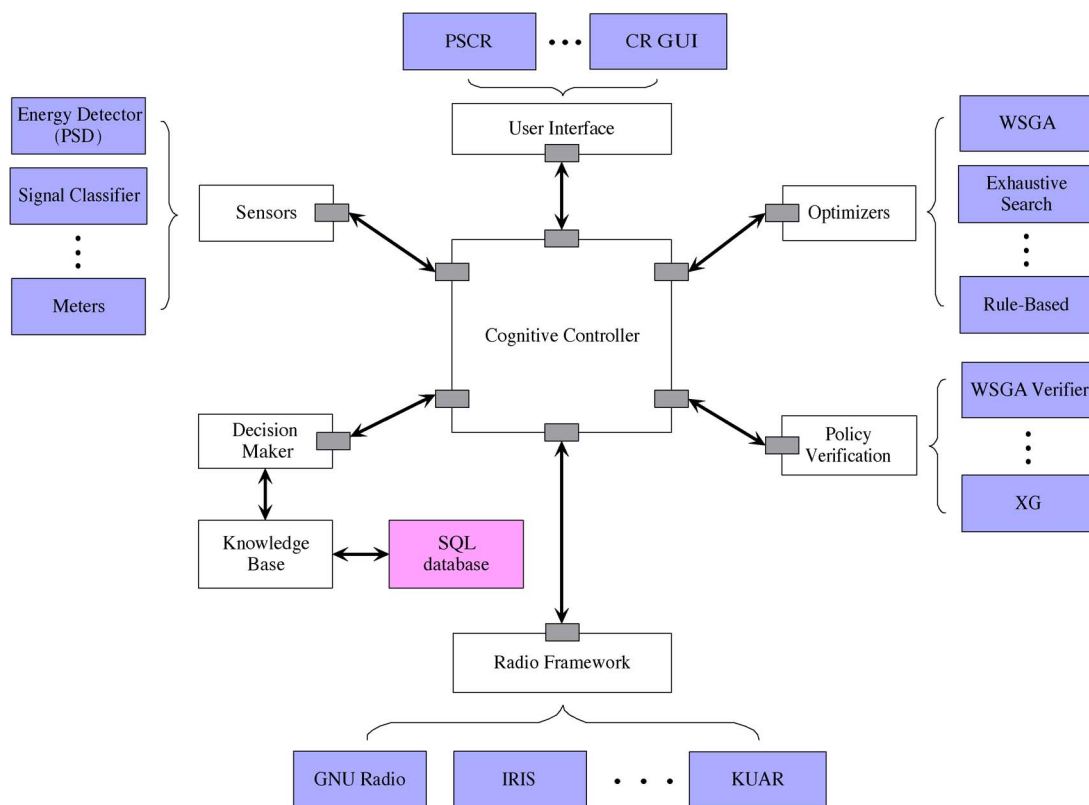 PSCR
CR GUI
User Interface
Energy Detector
(PSD)
Signal Classifier
Meters
Sensors
Optimizers
WSGA
Exhaustive
Search
Rule-Based
Cognitive Controller
Decision
Maker
Policy
Verification
WSGA Verifier
XG
Knowledge
Base
SQL
database
Radio Framework
GNU Radio
IRIS
KUAR